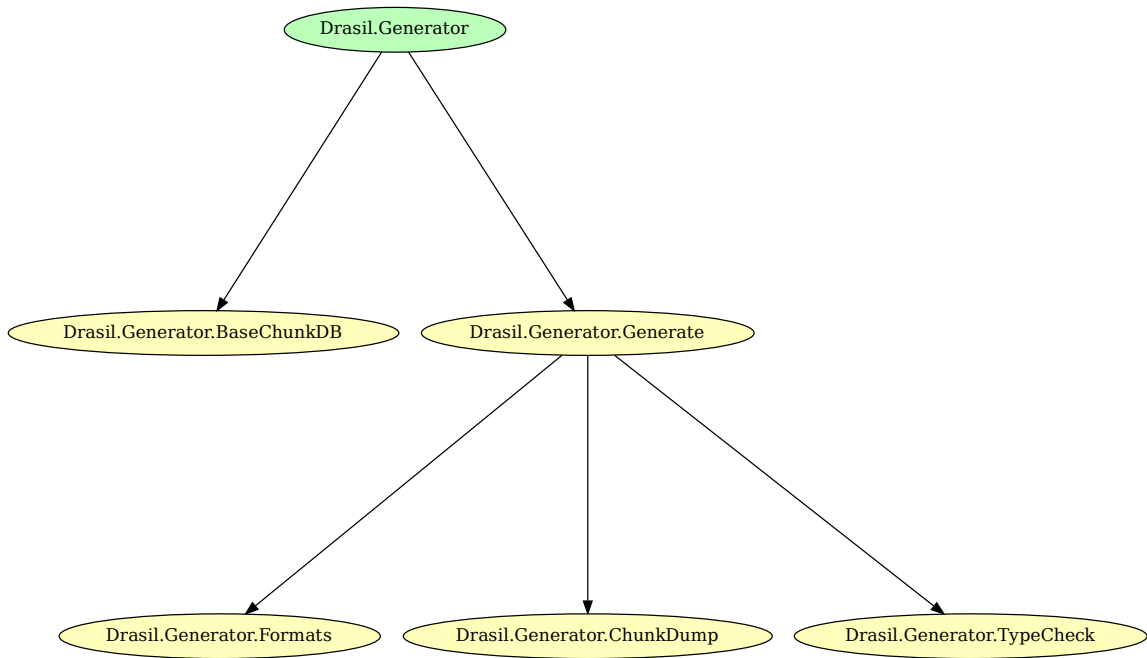 Drasil.Generator
Drasil.Generator.BaseChunkDB
Drasil.Generator.Generate
Drasil.Generator.Formats
Drasil.Generator.ChunkDump
Drasil.Generator.TypeCheck